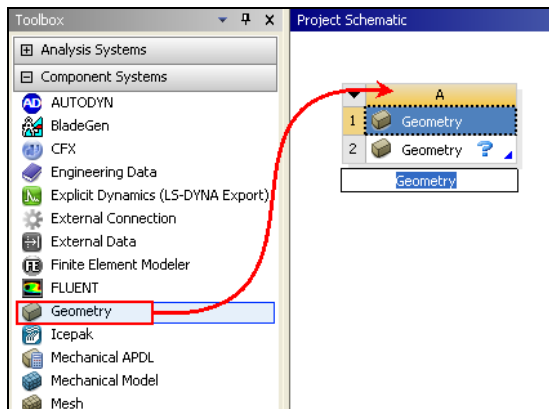 Toolbox
Analysis Systems
Component Systems
AUTODYN
BladeGen
CFX
Engineering Data
Explicit Dynamics (LS-DYNA Export)
External Connection
External Data
Finite Element Modeler
FLUENT
Geometry
Icepak
Mechanical APDL
Mechanical Model
Mesh
Project Schematic
A
1 Geometry
2 Geometry ?
Geometry